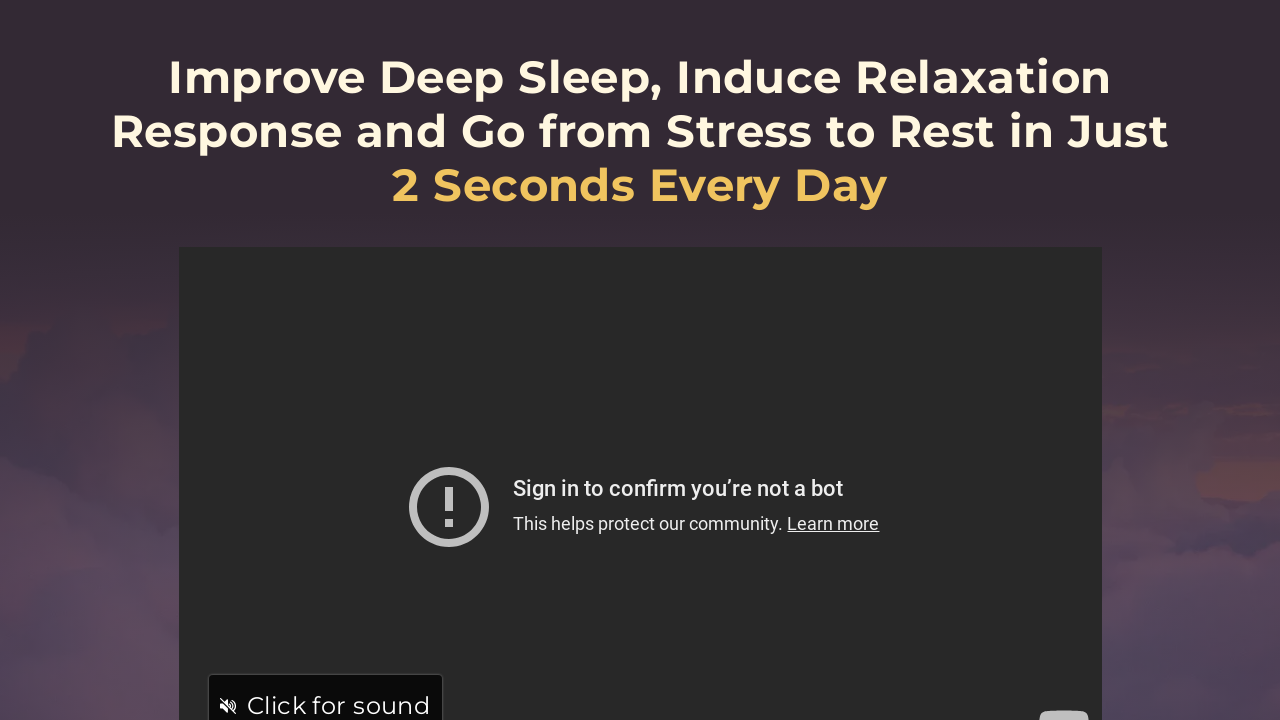 Improve Deep Sleep, Induce Relaxation
Response and Go from Stress to Rest in Just
2 Seconds Every Day
Sign in to confirm you’re not a bot
This helps protect our community. Learn more
Click for sound